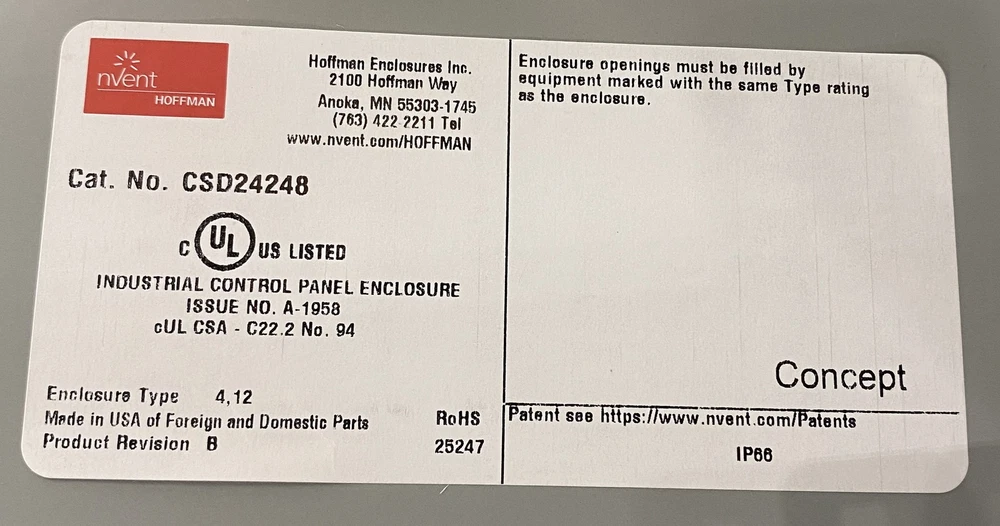 nvent
HOFFMAN
Hoffman Enclosures Inc.
2100 Hoffman Way
Anoka, MN 55303-1745
(763) 422-2211 Tel
www.nvent.com/HOFFMAN
Cat. No. CSD24248
C UL US LISTED
INDUSTRIAL CONTROL PANEL ENCLOSURE
ISSUE NO. A-1958
cUL CSA - C22.2 No. 94
Enclosure Type 4,12
Made in USA of Foreign and Domestic Parts RoHS
Product Revision B 25247
Enclosure openings must be filled by
equipment marked with the same Type rating
as the enclosure.
Concept
Patent see https://www.nvent.com/Patents
IP66